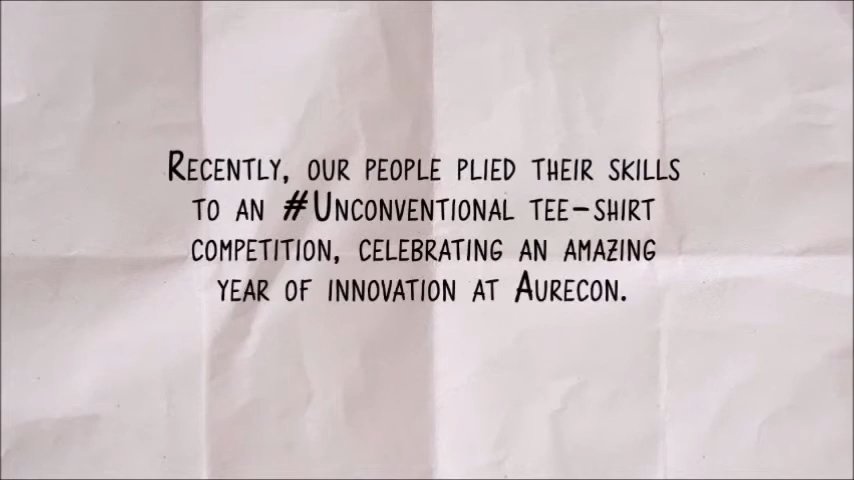 Recently, our people plied their skills
to an #Unconventional tee-shirt
competition, celebrating an amazing
year of innovation at Aurecon.